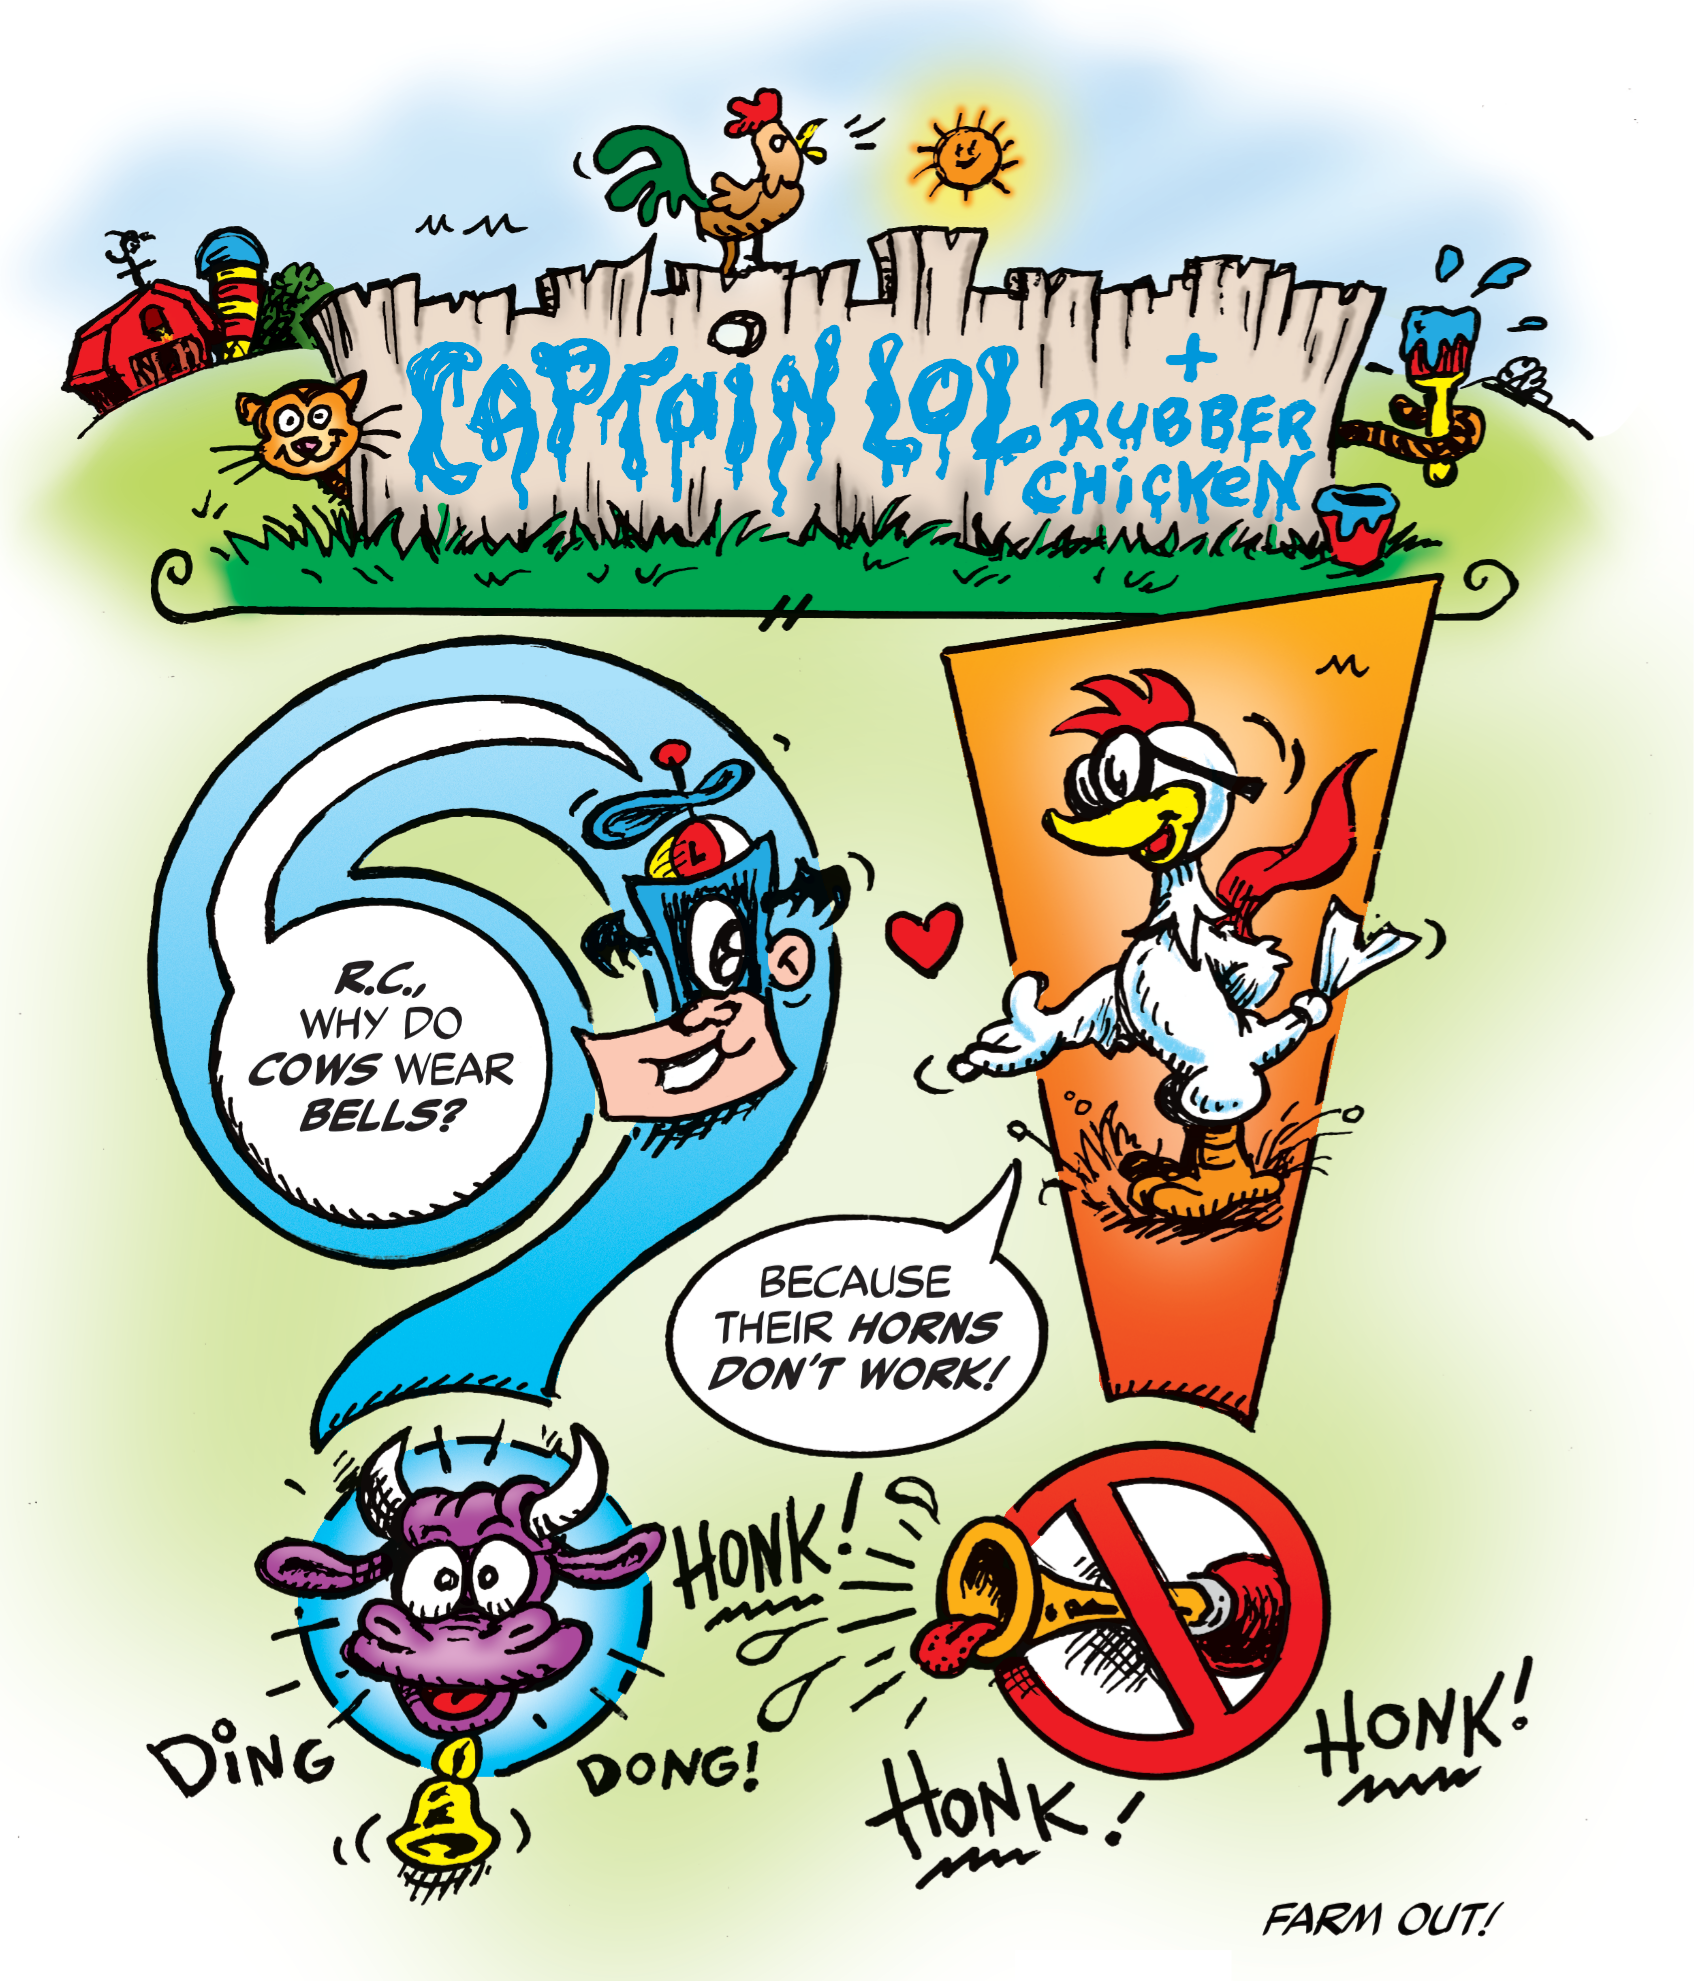 CAPTAIN LOL
+
RUBBER
CHICKEN
L
R.C.,
WHY DO
COWS WEAR
BELLS?
BECAUSE
THEIR HORNS
DON'T WORK!
HONK!
DING
DONG!
HONK!
HONK!
FARM OUT!